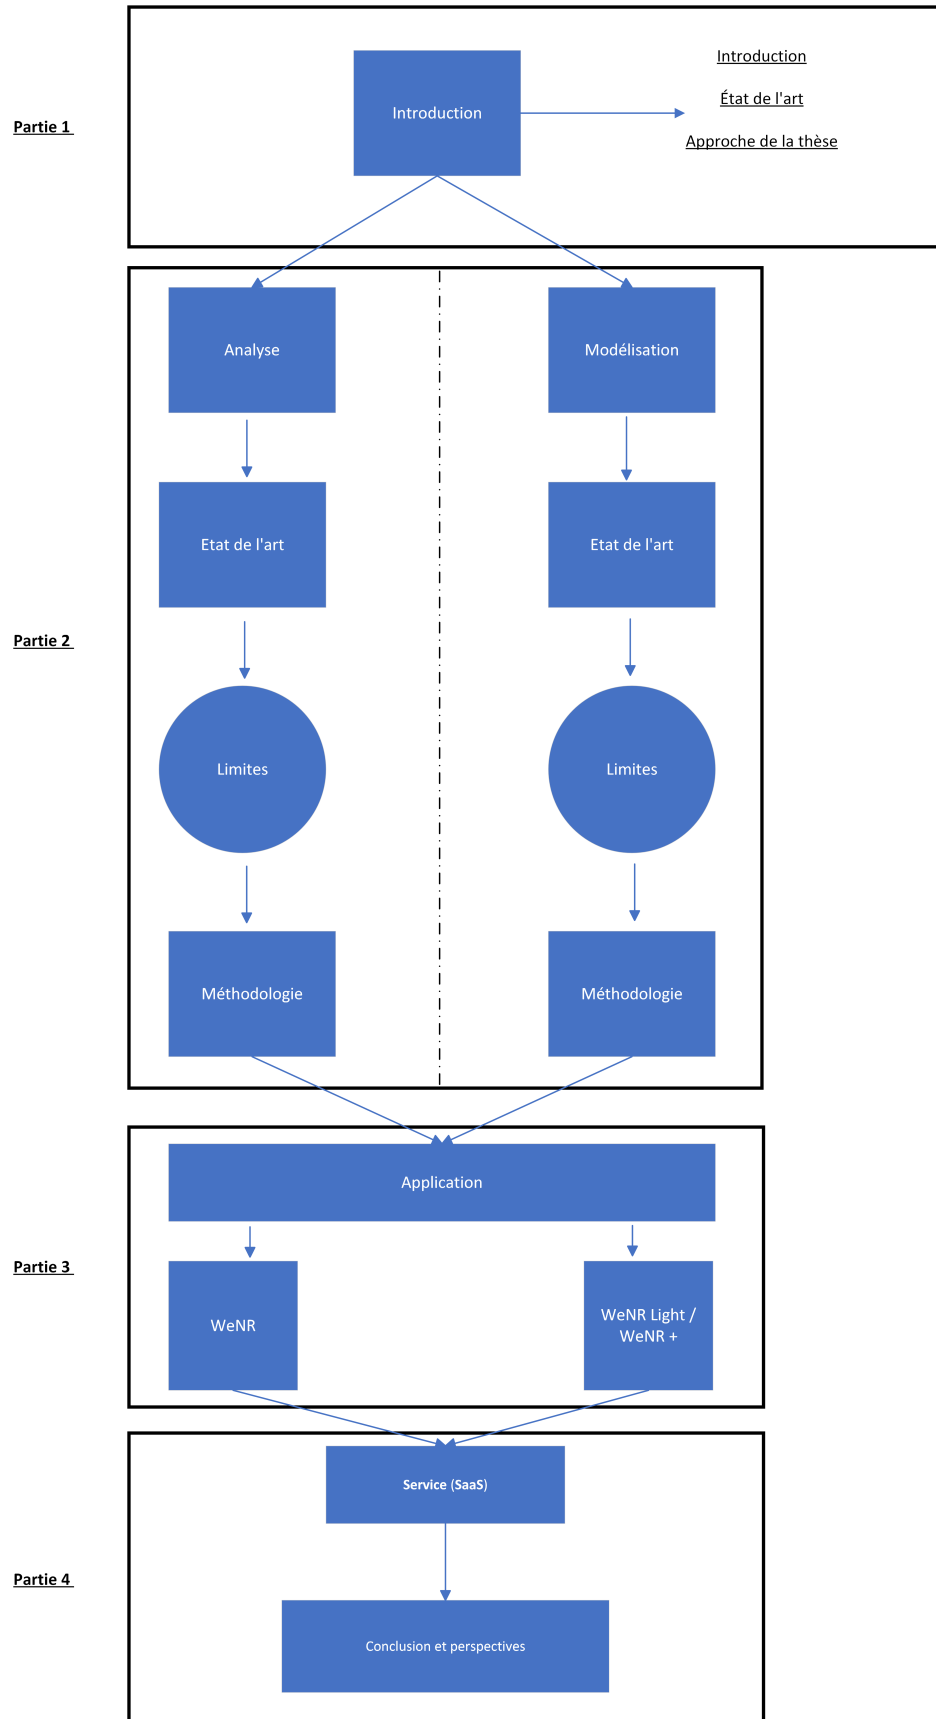 Partie 1
Introduction
Introduction
État de l'art
Approche de la thèse
Partie 2
Analyse
Modélisation
Etat de l'art
Etat de l'art
Limites
Limites
Méthodologie
Méthodologie
Partie 3
Application
WeNR
WeNR Light /
WeNR +
Partie 4
Service (SaaS)
Conclusion et perspectives